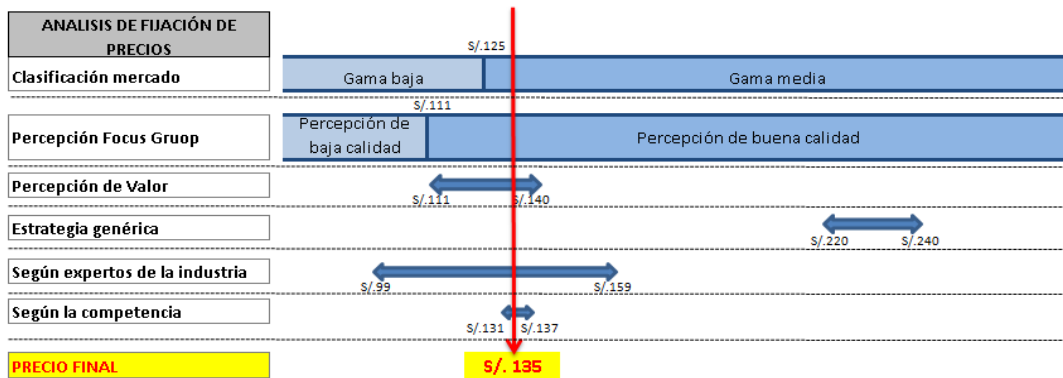 ANALISIS DE FIJACIÓN DE
PRECIOS
S/.125
Clasificación mercado
Gama baja
Gama media
S/.111
Percepción Focus Gruop
Percepción de
baja calidad
Percepción de buena calidad
Percepción de Valor
S/.111
S/.140
Estrategia genérica
S/.220
S/.240
Según expertos de la industria
S/.99
S/.159
Según la competencia
S/.131
S/.137
PRECIO FINAL
S/. 135